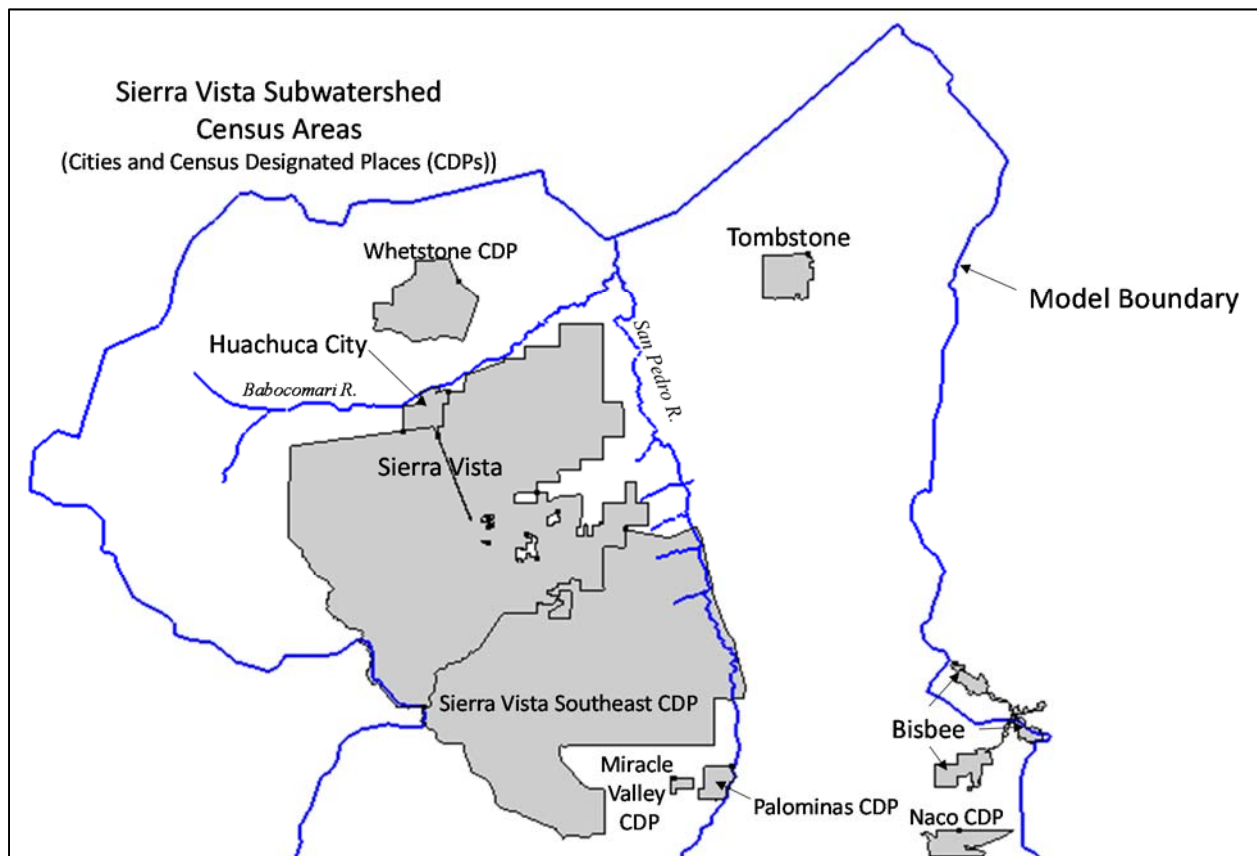 Sierra Vista Subwatershed
Census Areas
(Cities and Census Designated Places (CDPs))
Whetstone CDP
Tombstone
Model Boundary
Huachuca City
San Pedro R.
Babocomari R.
Sierra Vista
Sierra Vista Southeast CDP
Bisbee
Miracle
Valley
CDP
Palominas CDP
Naco CDP